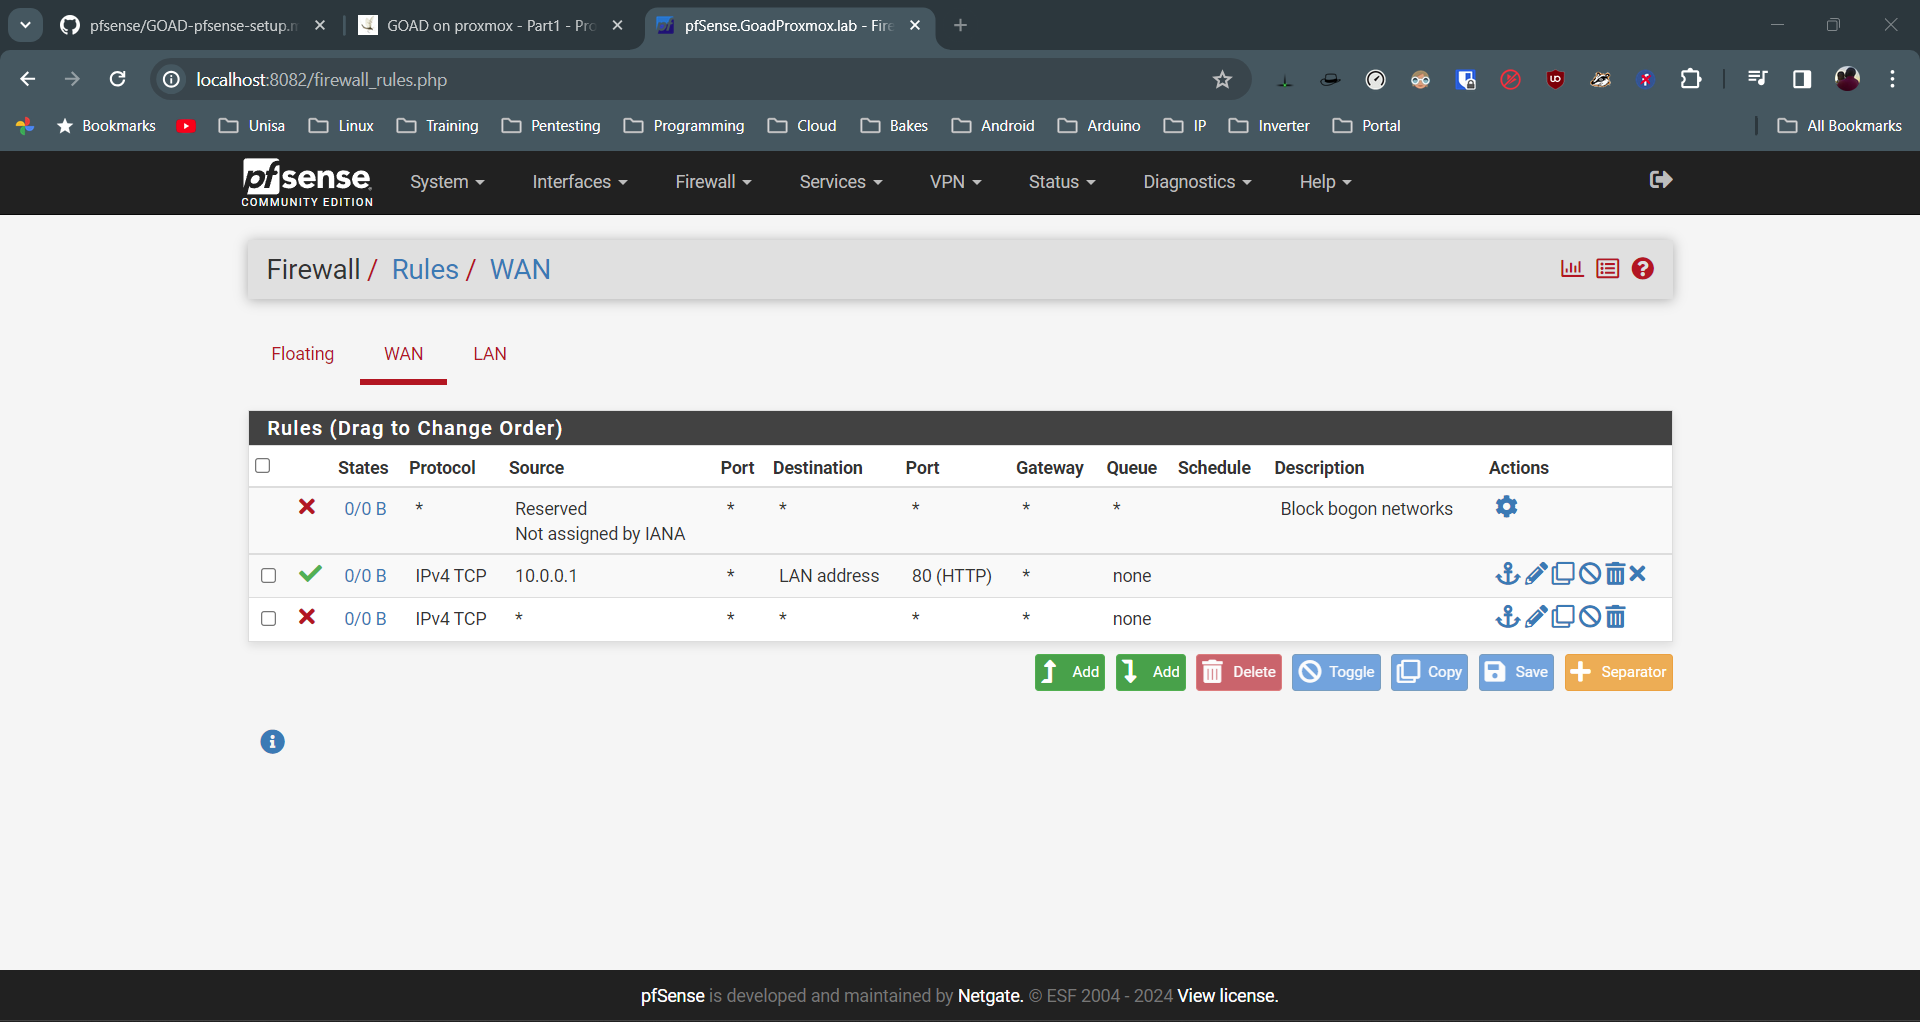 pfsense/GOAD-pfsense-setup.m
GOAD on proxmox - Part1 - Pro
pfSense.GoadProxmox.lab - Fire
localhost:8082/firewall_rules.php
Bookmarks Unisa Linux Training Pentesting Programming Cloud Bakes Android Arduino IP Inverter Portal All Bookmarks
pfsense
COMMUNITY EDITION
System Interfaces Firewall Services VPN Status Diagnostics Help
Firewall / Rules / WAN
Floating WAN LAN
Rules (Drag to Change Order)
States Protocol Source Port Destination Port Gateway Queue Schedule Description Actions
0/0 B * Reserved * * * * * Block bogon networks
Not assigned by IANA
0/0 B IPv4 TCP 10.0.0.1 * LAN address 80 (HTTP) * none
0/0 B IPv4 TCP * * * * * none
Add Add Delete Toggle Copy Save Separator
pfSense is developed and maintained by Netgate. © ESF 2004 - 2024 View license.